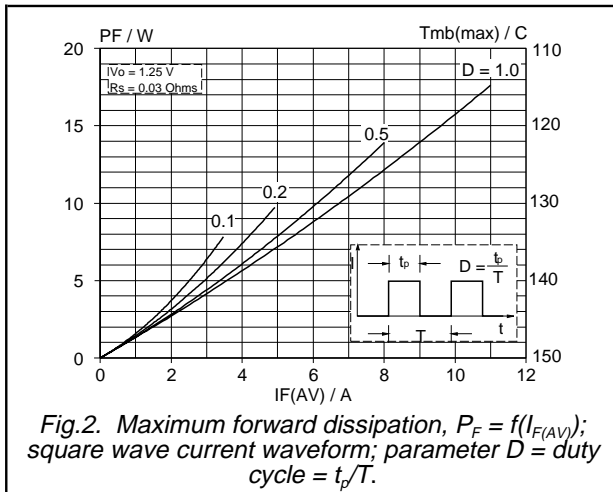 PF / W Tmb(max) / C
20 110
Vo = 1.25 V
Rs = 0.03 Ohms
D = 1.0
15 120
0.5
0.2
10 130
0.1
5 140
I
tp
D = tp/T
T
t
0 150
0 2 4 6 8 10 12
IF(AV) / A
Fig.2. Maximum forward dissipation, PF = f(IF(AV));
square wave current waveform; parameter D = duty
cycle = tp/T.